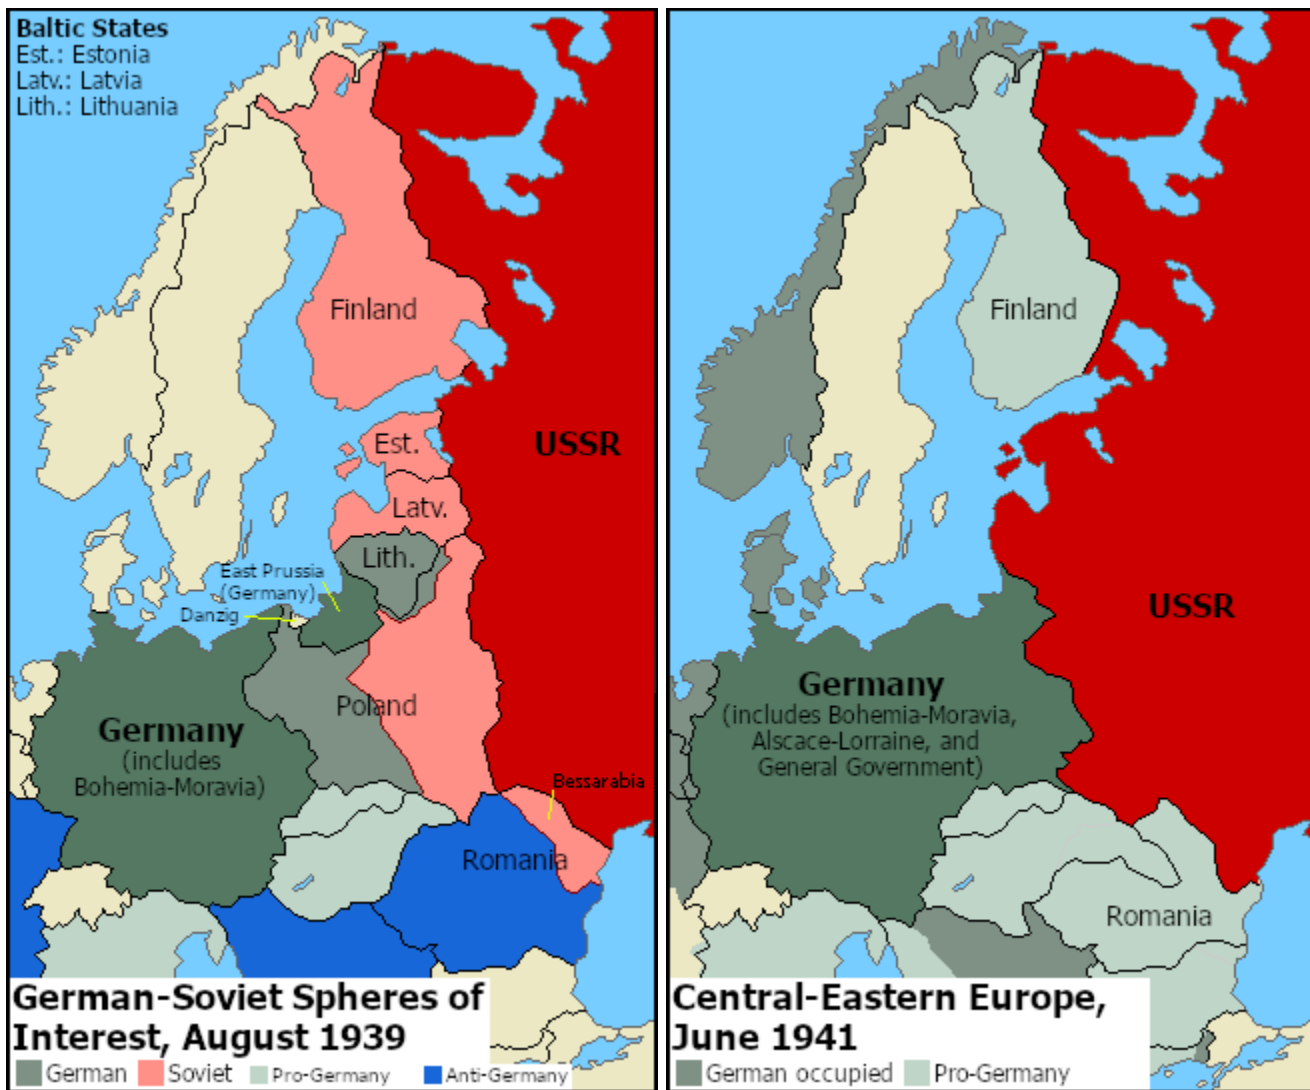 Baltic States
Est.: Estonia
Latv.: Latvia
Lith.: Lithuania
Finland
USSR
Est.
Latv.
Lith.
East Prussia
(Germany)
Danzig
Poland
Germany
(includes
Bohemia-Moravia)
Bessarabia
Romania
German-Soviet Spheres of
Interest, August 1939
German
Soviet
Pro-Germany
Anti-Germany
Finland
USSR
Germany
(includes Bohemia-Moravia,
Alscace-Lorraine, and
General Government)
Romania
Central-Eastern Europe,
June 1941
German occupied
Pro-Germany